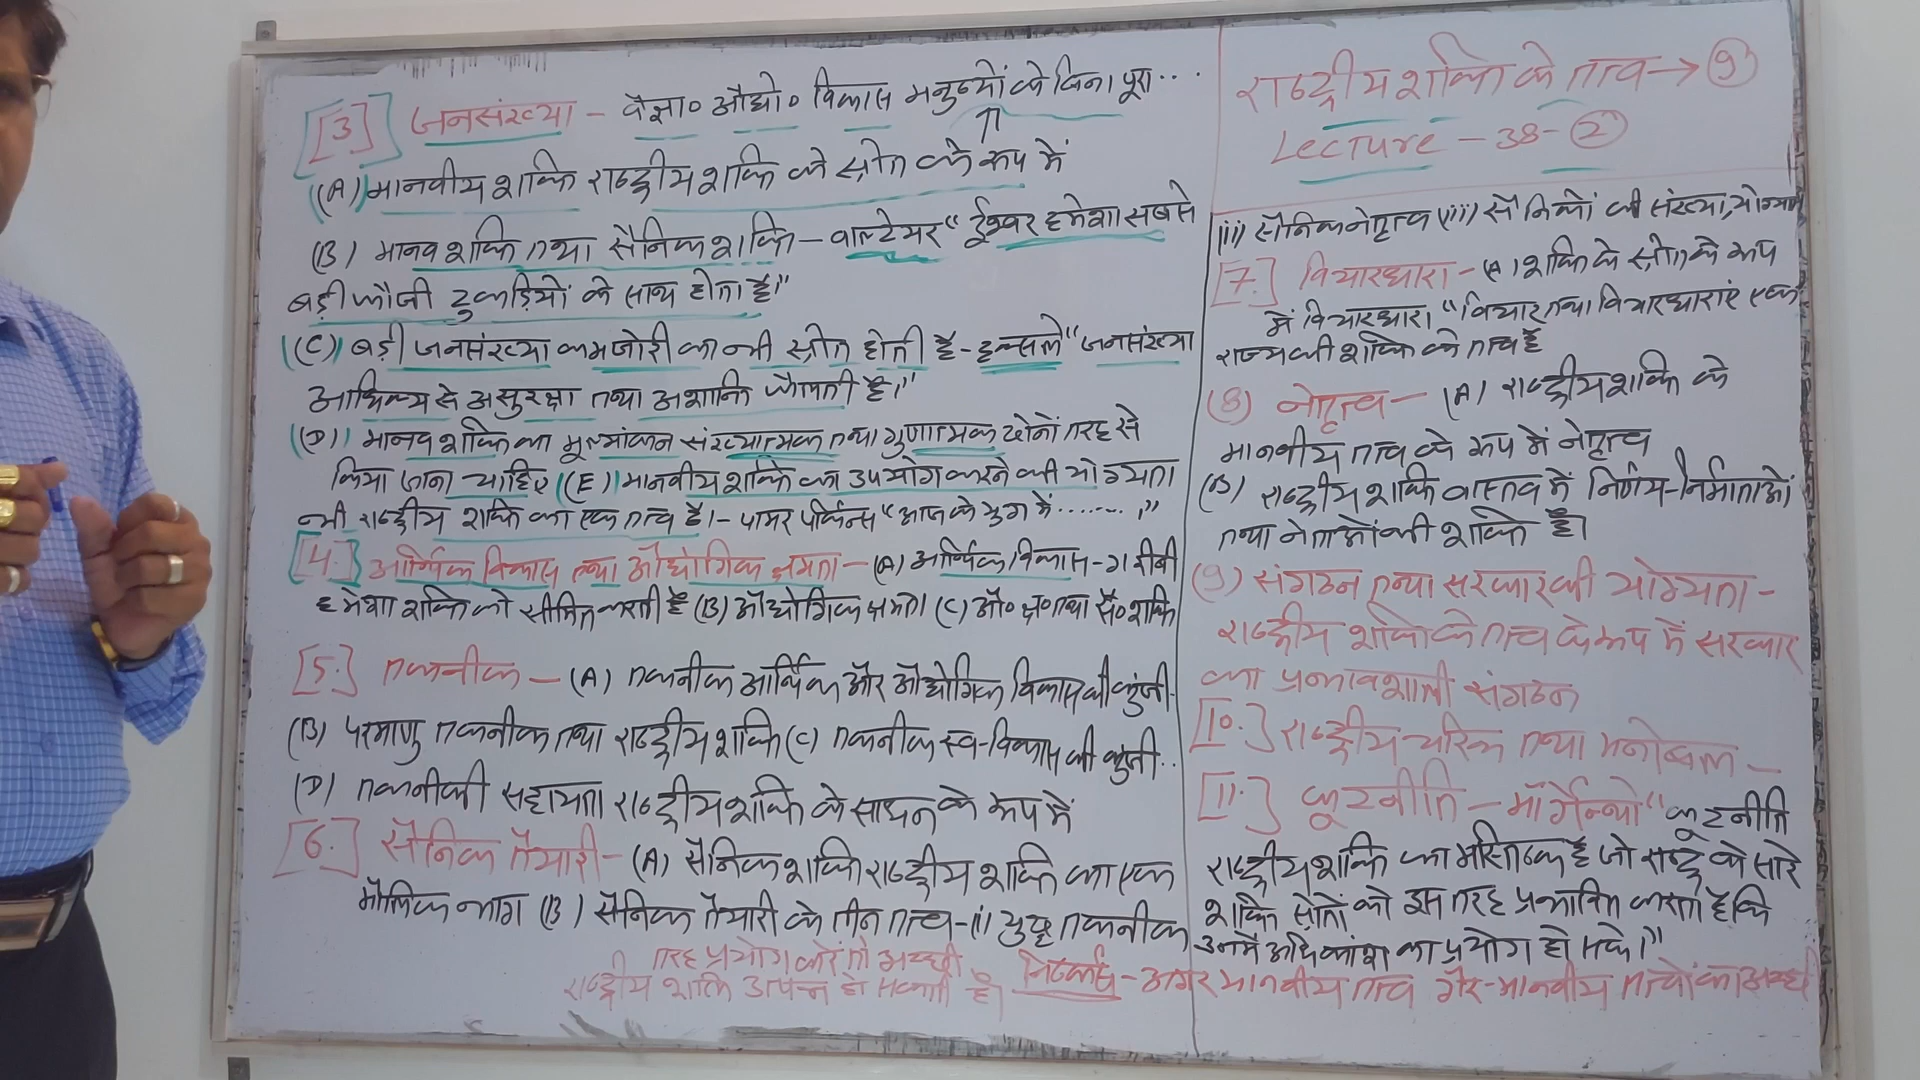 राष्ट्रीय शक्ति के तत्व → 9
Lecture - 38 - 2
[3] जनसंख्या - वैज्ञा० औद्यो० विकास मनुष्यों के बिना पूरा...
(A) मानवीय शक्ति राष्ट्रीय शक्ति के स्रोत के रूप में
(B) मानव शक्ति तथा सैनिक शक्ति - वाल्टेयर "ईश्वर हमेशा सबसे
बड़ी फौजी टुकड़ियों के साथ होता है।"
(C) बड़ी जनसंख्या कमजोरी का भी स्रोत होती है - हक्सले "जनसंख्या
आधिक्य से असुरक्षा तथा अशान्ति फैलती है।"
(D) मानव शक्ति का मूल्यांकन संख्यात्मक तथा गुणात्मक दोनों तरह से
किया जाना चाहिए (E) मानवीय शक्ति का उपयोग करने की योग्यता
भी राष्ट्रीय शक्ति का एक तत्व है। - पामर पर्किन्स "आज के युग में ......."
[4.] आर्थिक विकास तथा औद्योगिक क्षमता - (A) आर्थिक विकास - गरीबी
हमेशा शक्ति को सीमित करती है (B) औद्योगिक क्षमता (C) औ० क्ष० तथा सै० शक्ति
[5.] तकनीक - (A) तकनीक आर्थिक और औद्योगिक विकास की कुंजी
(B) परमाणु तकनीक तथा राष्ट्रीय शक्ति (C) तकनीक स्व-विकास की कुंजी..
(D) तकनीकी सहायता राष्ट्रीय शक्ति के साधन के रूप में
[6.] सैनिक तैयारी - (A) सैनिक शक्ति राष्ट्रीय शक्ति का एक
मौलिक भाग (B) सैनिक तैयारी के तीन तत्व - (i) युद्ध तकनीक
(ii) सैनिक नेतृत्व (iii) सैनिकों की संख्या, योग्यता
[7.] विचारधारा - (A) शक्ति के स्रोत के रूप
में विचारधारा "विचार तथा विचारधाराएं एक
राज्य की शक्ति के तत्व हैं
(8) नेतृत्व - (A) राष्ट्रीय शक्ति के
मानवीय तत्व के रूप में नेतृत्व
(B) राष्ट्रीय शक्ति वास्तव में निर्णय-निर्माताओं
तथा नेताओं की शक्ति है।
(9) संगठन तथा सरकार की योग्यता -
राष्ट्रीय शक्ति के तत्व के रूप में सरकार
का प्रभावशाली संगठन
[10.] राष्ट्रीय चरित्र तथा मनोबल -
[11.] कूटनीति - मॉर्गेन्थो "कूटनीति
राष्ट्रीय शक्ति का मस्तिष्क है जो राष्ट्र के सारे
शक्ति स्रोतों को इस तरह प्रभावित करता है कि
उनमें अधिकांश का प्रयोग हो सके।"
निष्कर्ष - अगर मानवीय तत्व गैर-मानवीय तत्वों का अच्छी
तरह प्रयोग करें तो अच्छी
राष्ट्रीय शक्ति उत्पन्न हो सकती है।